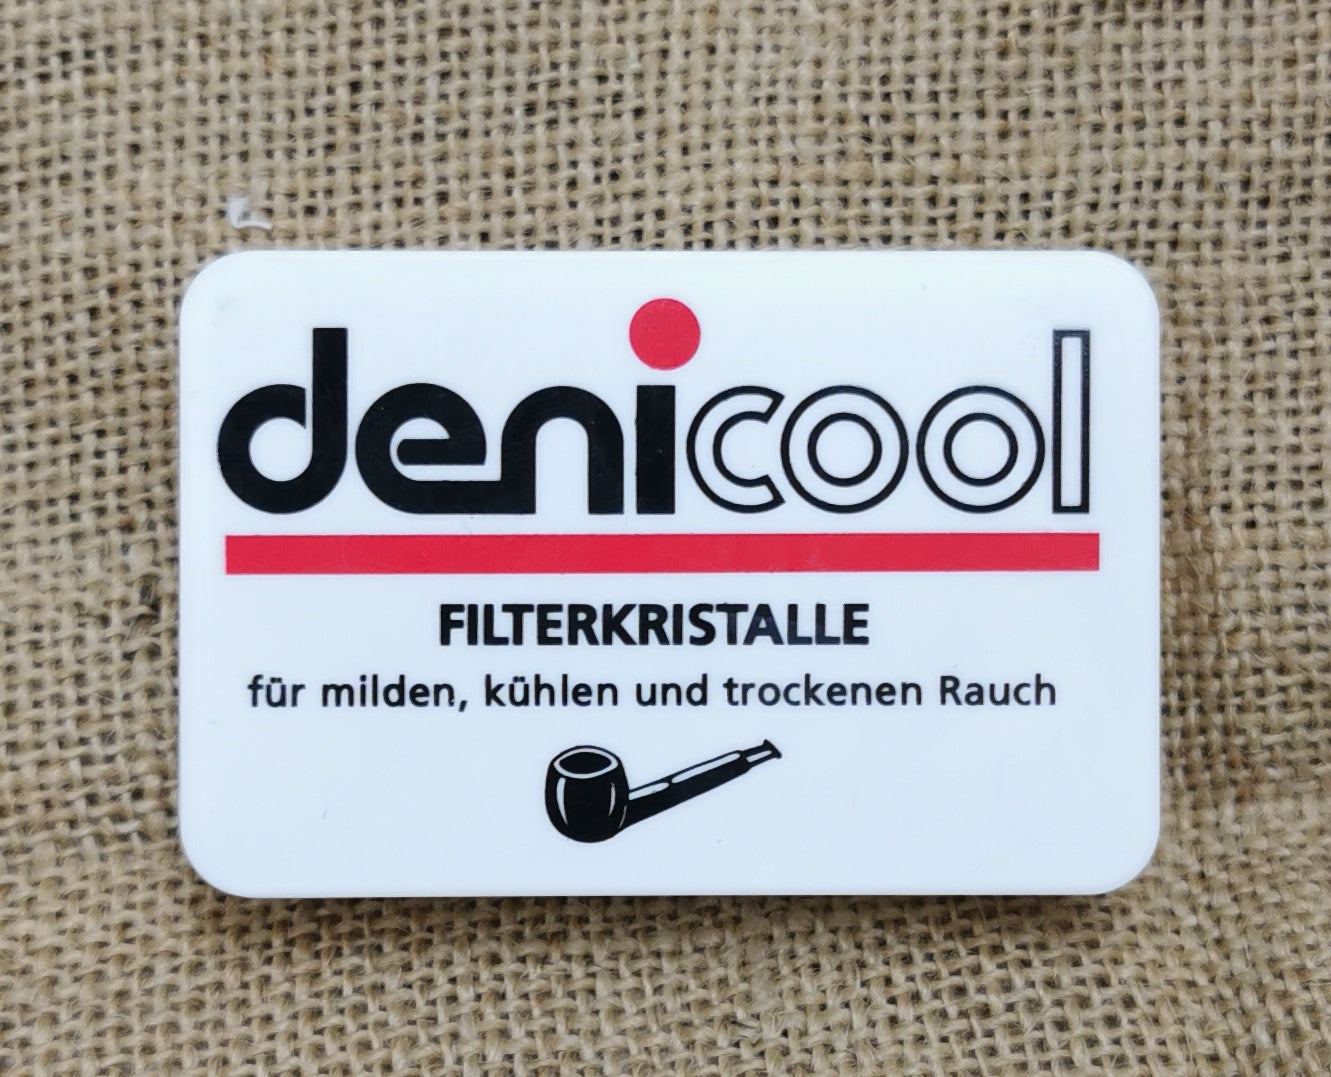 denicool
FILTERKRISTALLE
für milden, kühlen und trockenen Rauch